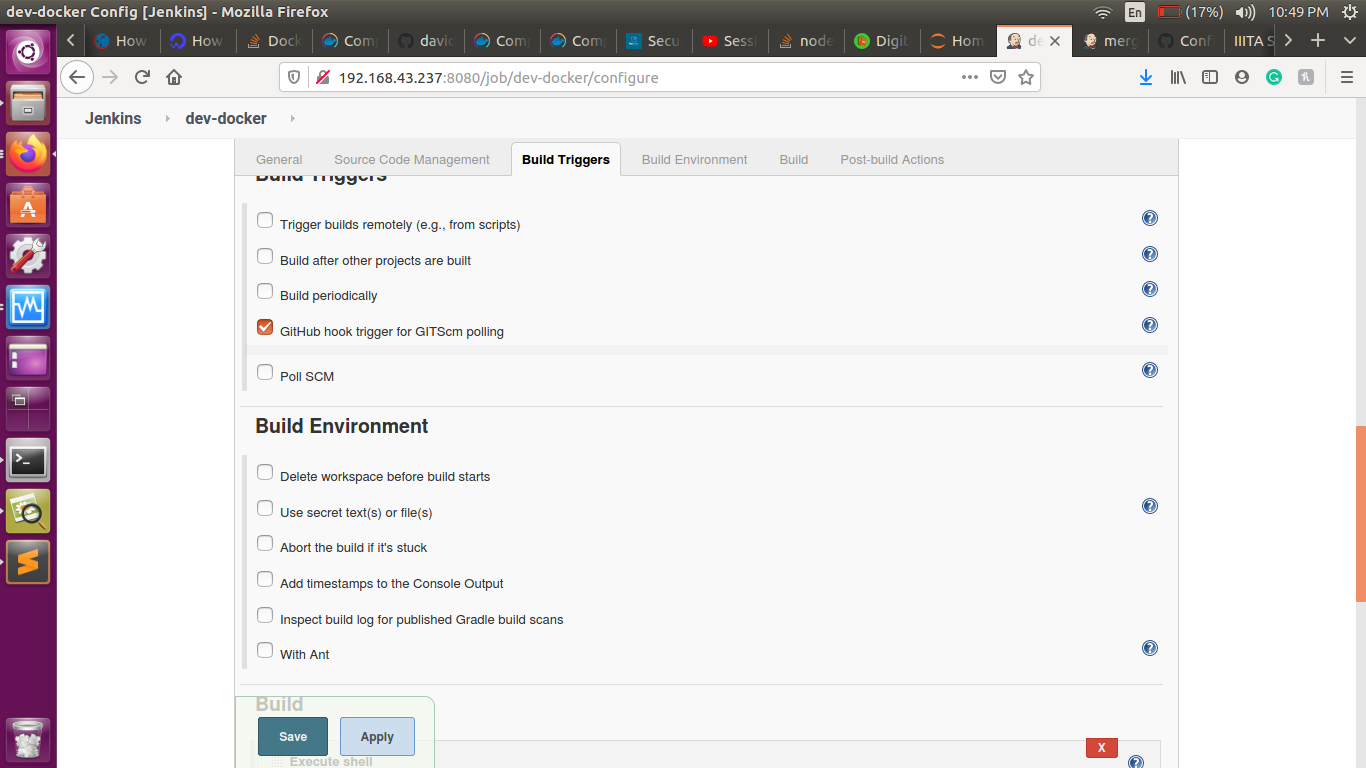 dev-docker Config [Jenkins] - Mozilla Firefox
En (17%) 10:49 PM
How How Dock Com davic Com Com Secu Sessi node Digit Hom de merg Conf IIITA S
192.168.43.237:8080/job/dev-docker/configure
Jenkins dev-docker
General Source Code Management Build Triggers Build Environment Build Post-build Actions
Build Triggers
Trigger builds remotely (e.g., from scripts)
Build after other projects are built
Build periodically
GitHub hook trigger for GITScm polling
Poll SCM
Build Environment
Delete workspace before build starts
Use secret text(s) or file(s)
Abort the build if it's stuck
Add timestamps to the Console Output
Inspect build log for published Gradle build scans
With Ant
Build
Save Apply
X
Execute shell